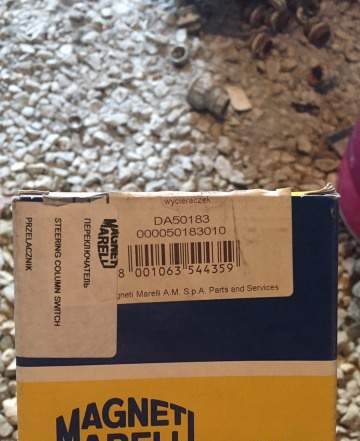 wycieraczek
DA50183
000050183010
8 001063 544359
gneti Marelli A.M. S.p.A. Parts and Services
MAGNETI
MARELLI
ПЕРЕКЛЮЧАТЕЛЬ
STEERING COLUMN SWITCH
PRZELACZNIK
MAGNETI
MARELLI